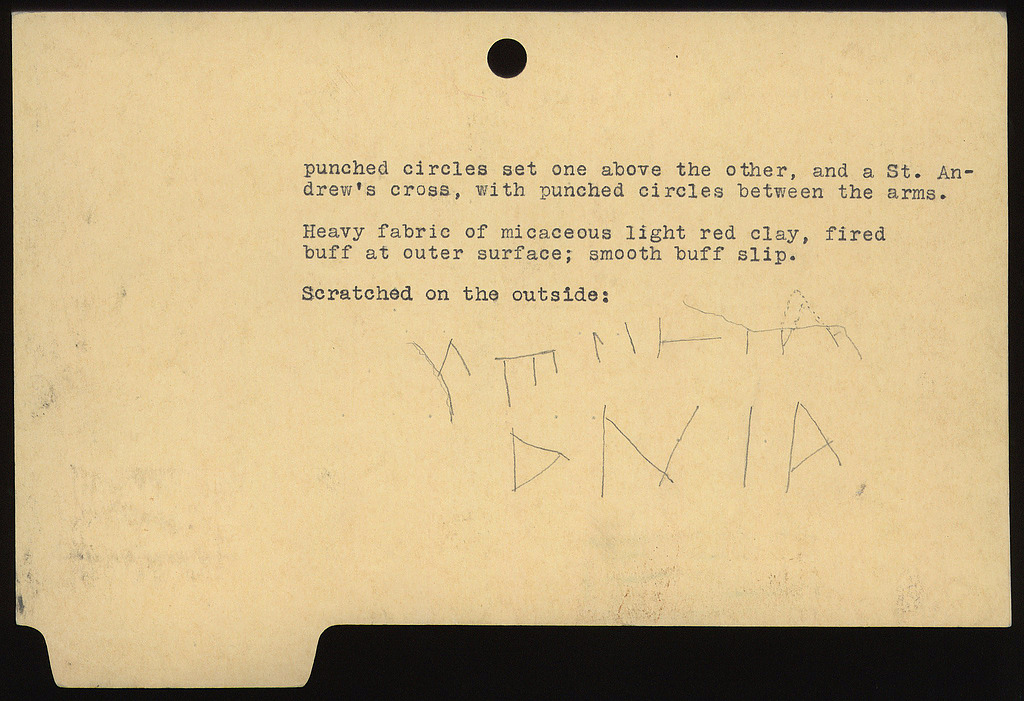 punched circles set one above the other, and a St. An-
drew's cross, with punched circles between the arms.
Heavy fabric of micaceous light red clay, fired
buff at outer surface; smooth buff slip.
Scratched on the outside: